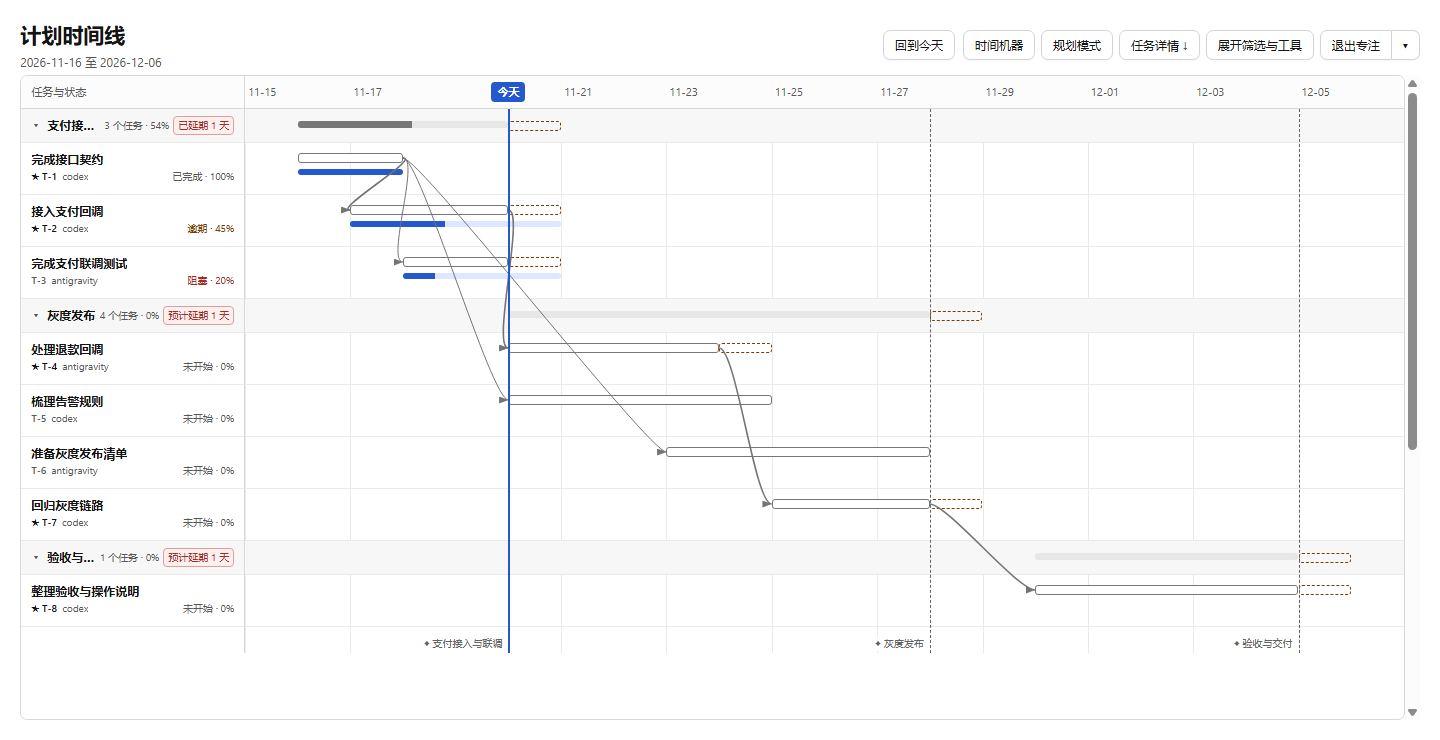 计划时间线
2026-11-16 至 2026-12-06
回到今天 时间机器 规划模式 任务详情 ↓ 展开筛选与工具 退出专注 ▾
任务与状态 11-15 11-17 今天 11-21 11-23 11-25 11-27 11-29 12-01 12-03 12-05
▾ 支付接... 3 个任务 · 54% 已延期 1 天
完成接口契约
★ T-1 codex 已完成 · 100%
接入支付回调
★ T-2 codex 逾期 · 45%
完成支付联调测试
T-3 antigravity 阻塞 · 20%
▾ 灰度发布 4 个任务 · 0% 预计延期 1 天
处理退款回调
★ T-4 antigravity 未开始 · 0%
梳理告警规则
T-5 codex 未开始 · 0%
准备灰度发布清单
T-6 antigravity 未开始 · 0%
回归灰度链路
★ T-7 codex 未开始 · 0%
▾ 验收与... 1 个任务 · 0% 预计延期 1 天
整理验收与操作说明
★ T-8 codex 未开始 · 0%
✦ 支付接入与联调 ✦ 灰度发布 ✦ 验收与交付